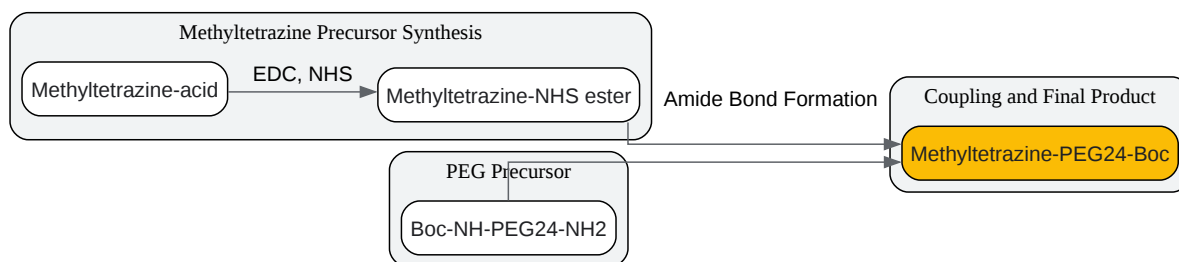 Methyltetrazine Precursor Synthesis
Methyltetrazine-acid
EDC, NHS
Methyltetrazine-NHS ester
Amide Bond Formation
Coupling and Final Product
Methyltetrazine-PEG24-Boc
PEG Precursor
Boc-NH-PEG24-NH2